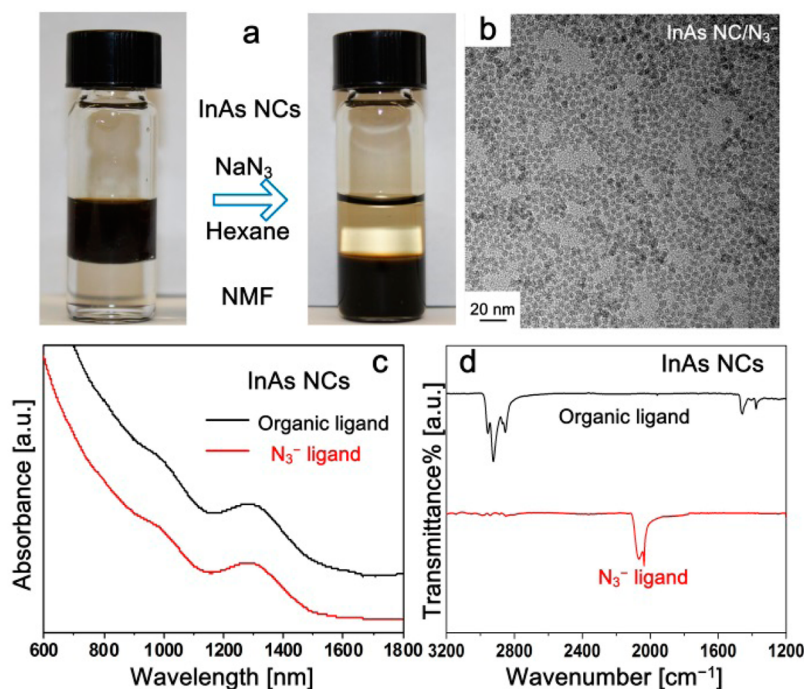 a
InAs NCs
NaN₃
Hexane
NMF
b
InAs NC/N₃⁻
20 nm
c
InAs NCs
Organic ligand
N₃⁻ ligand
Absorbance [a.u.]
600 800 1000 1200 1400 1600 1800
Wavelength [nm]
d
InAs NCs
Organic ligand
N₃⁻ ligand
Transmittance% [a.u.]
3200 2800 2400 2000 1600 1200
Wavenumber [cm⁻¹]